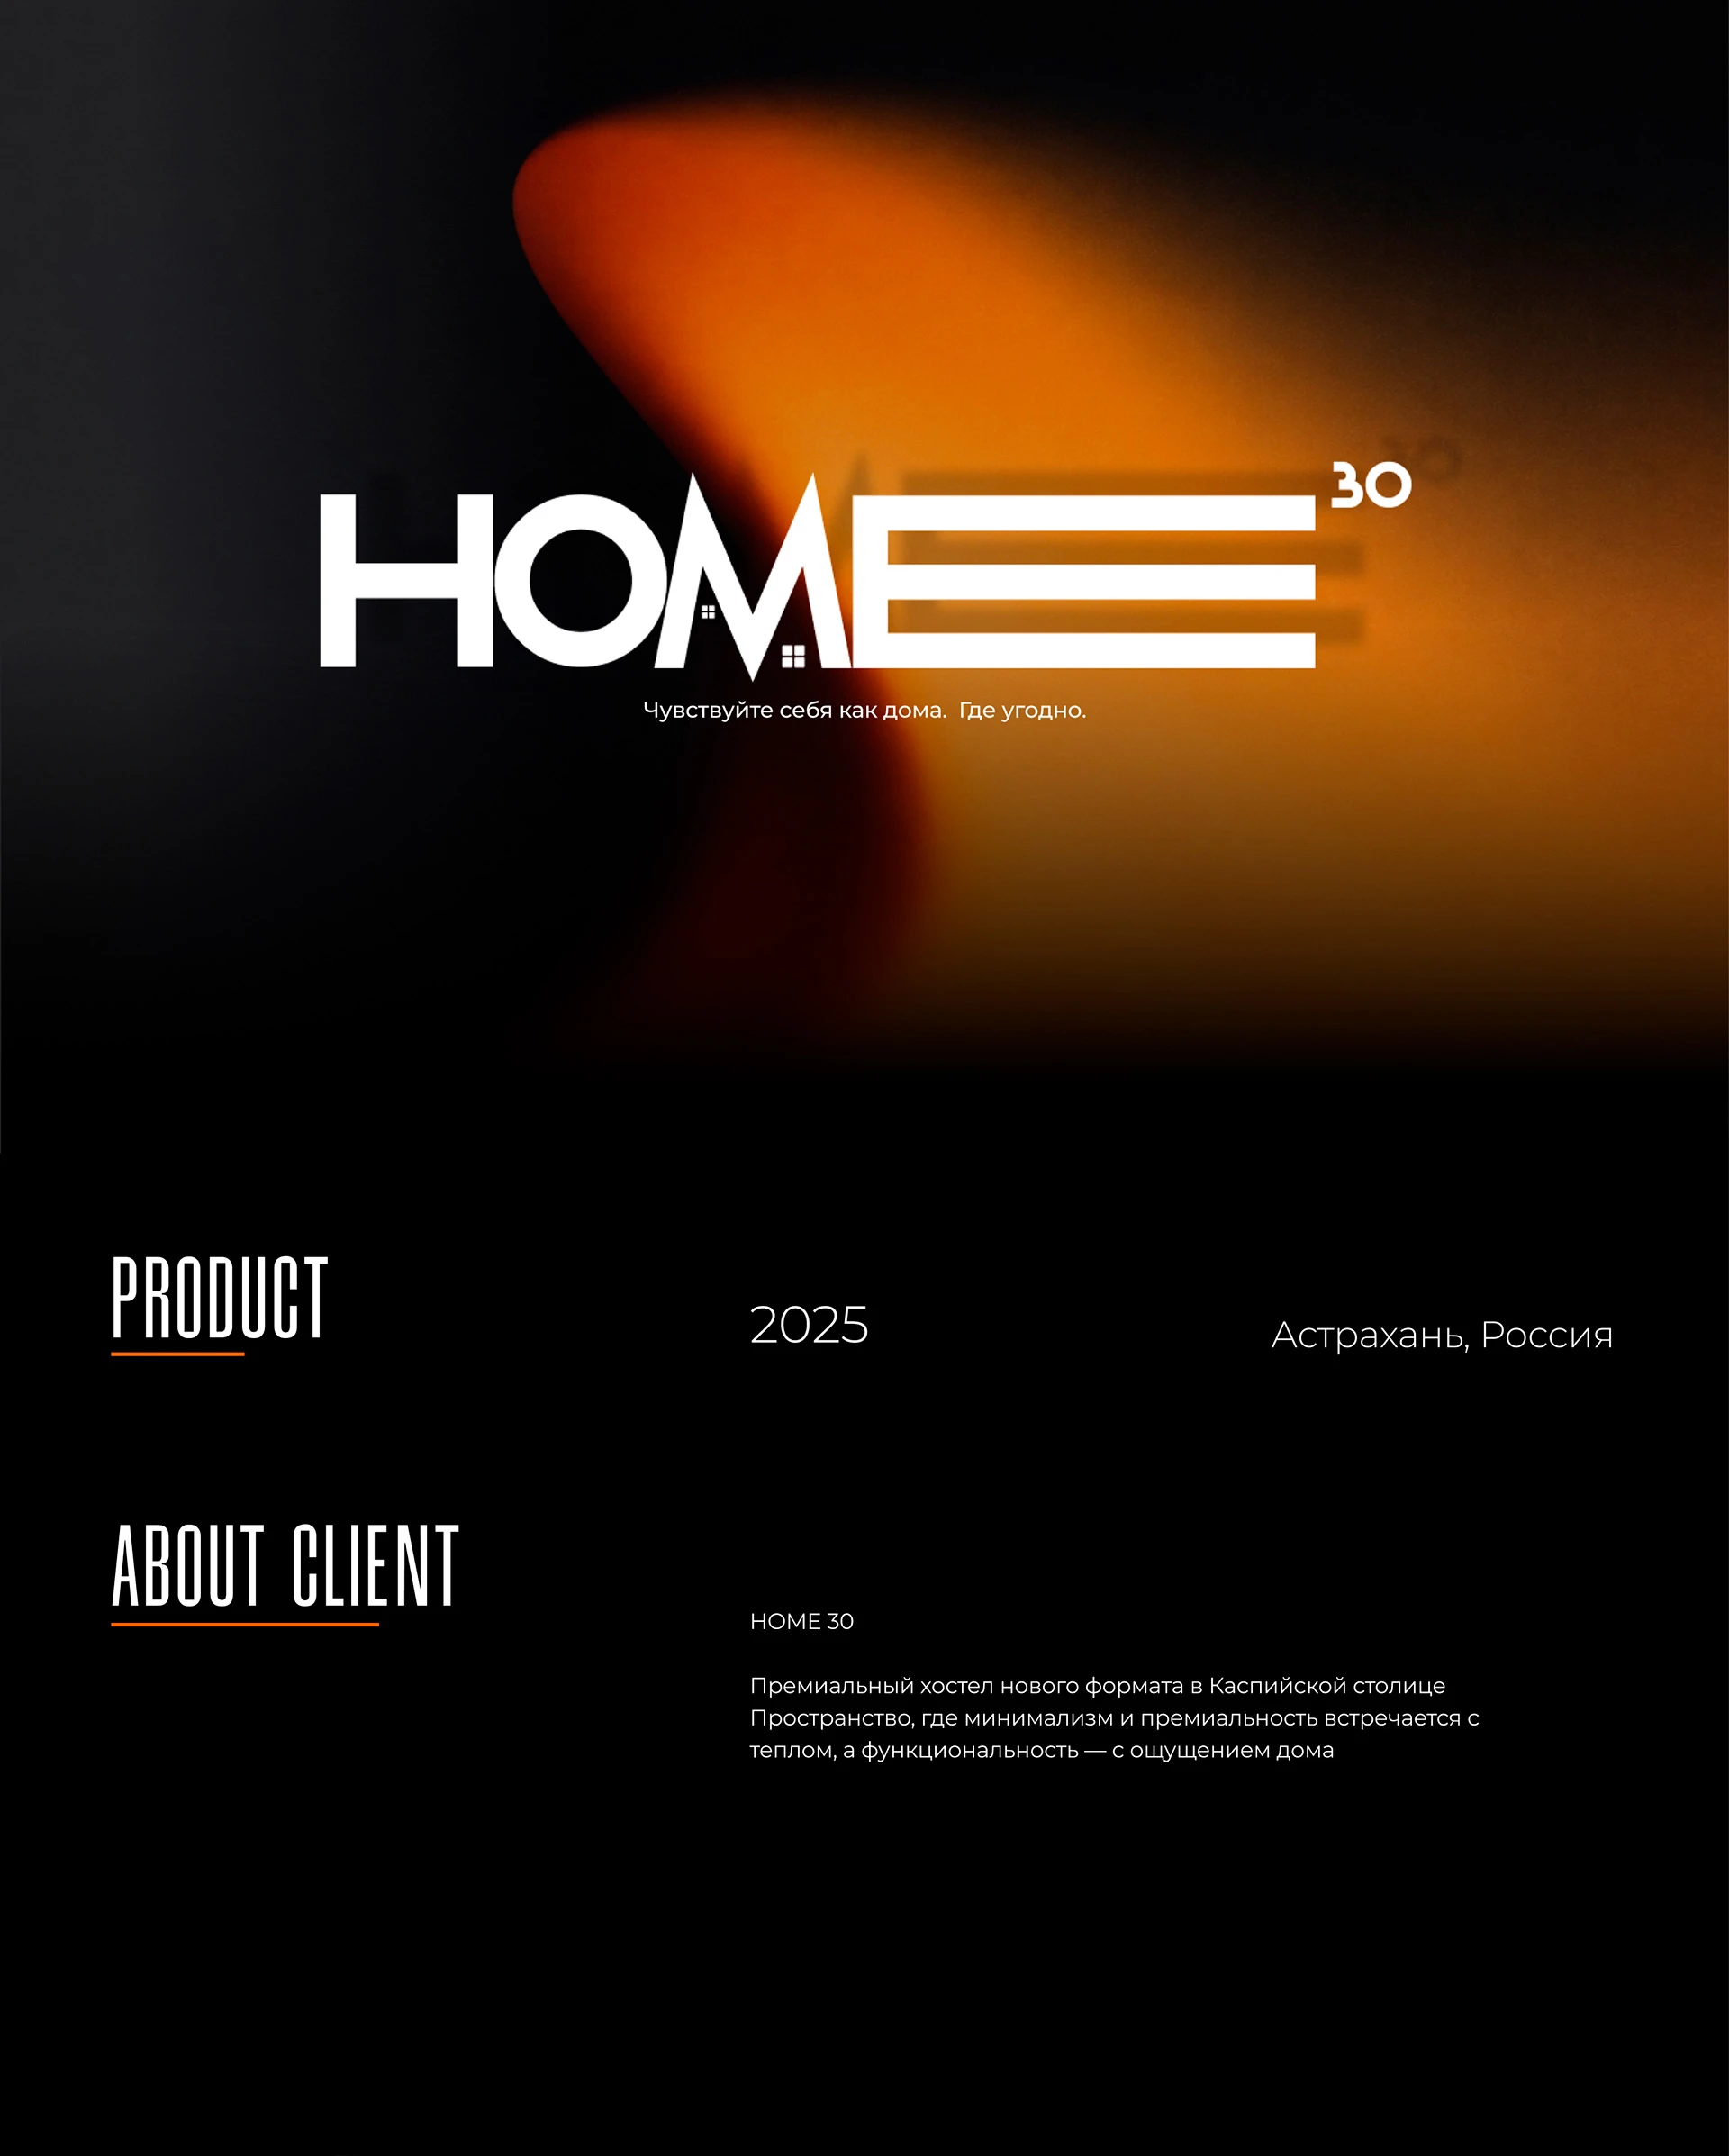 HOME 30
Чувствуйте себя как дома. Где угодно.
PRODUCT
2025
Астрахань, Россия
ABOUT CLIENT
HOME 30
Премиальный хостел нового формата в Каспийской столице
Пространство, где минимализм и премиальность встречается с
теплом, а функциональность — с ощущением дома